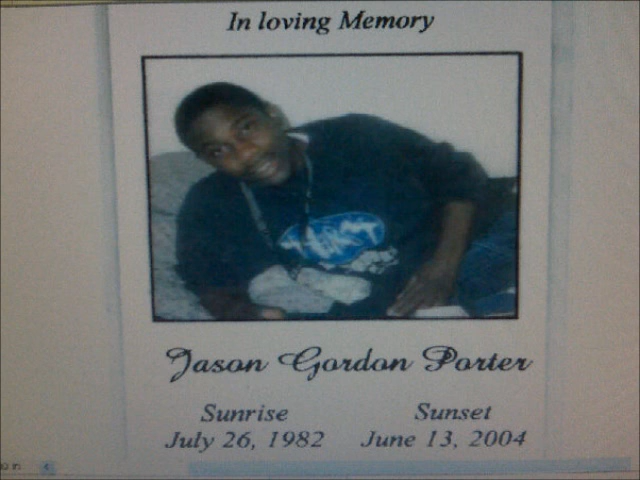 In loving Memory
Jason Gordon Porter
Sunrise Sunset
July 26, 1982 June 13, 2004